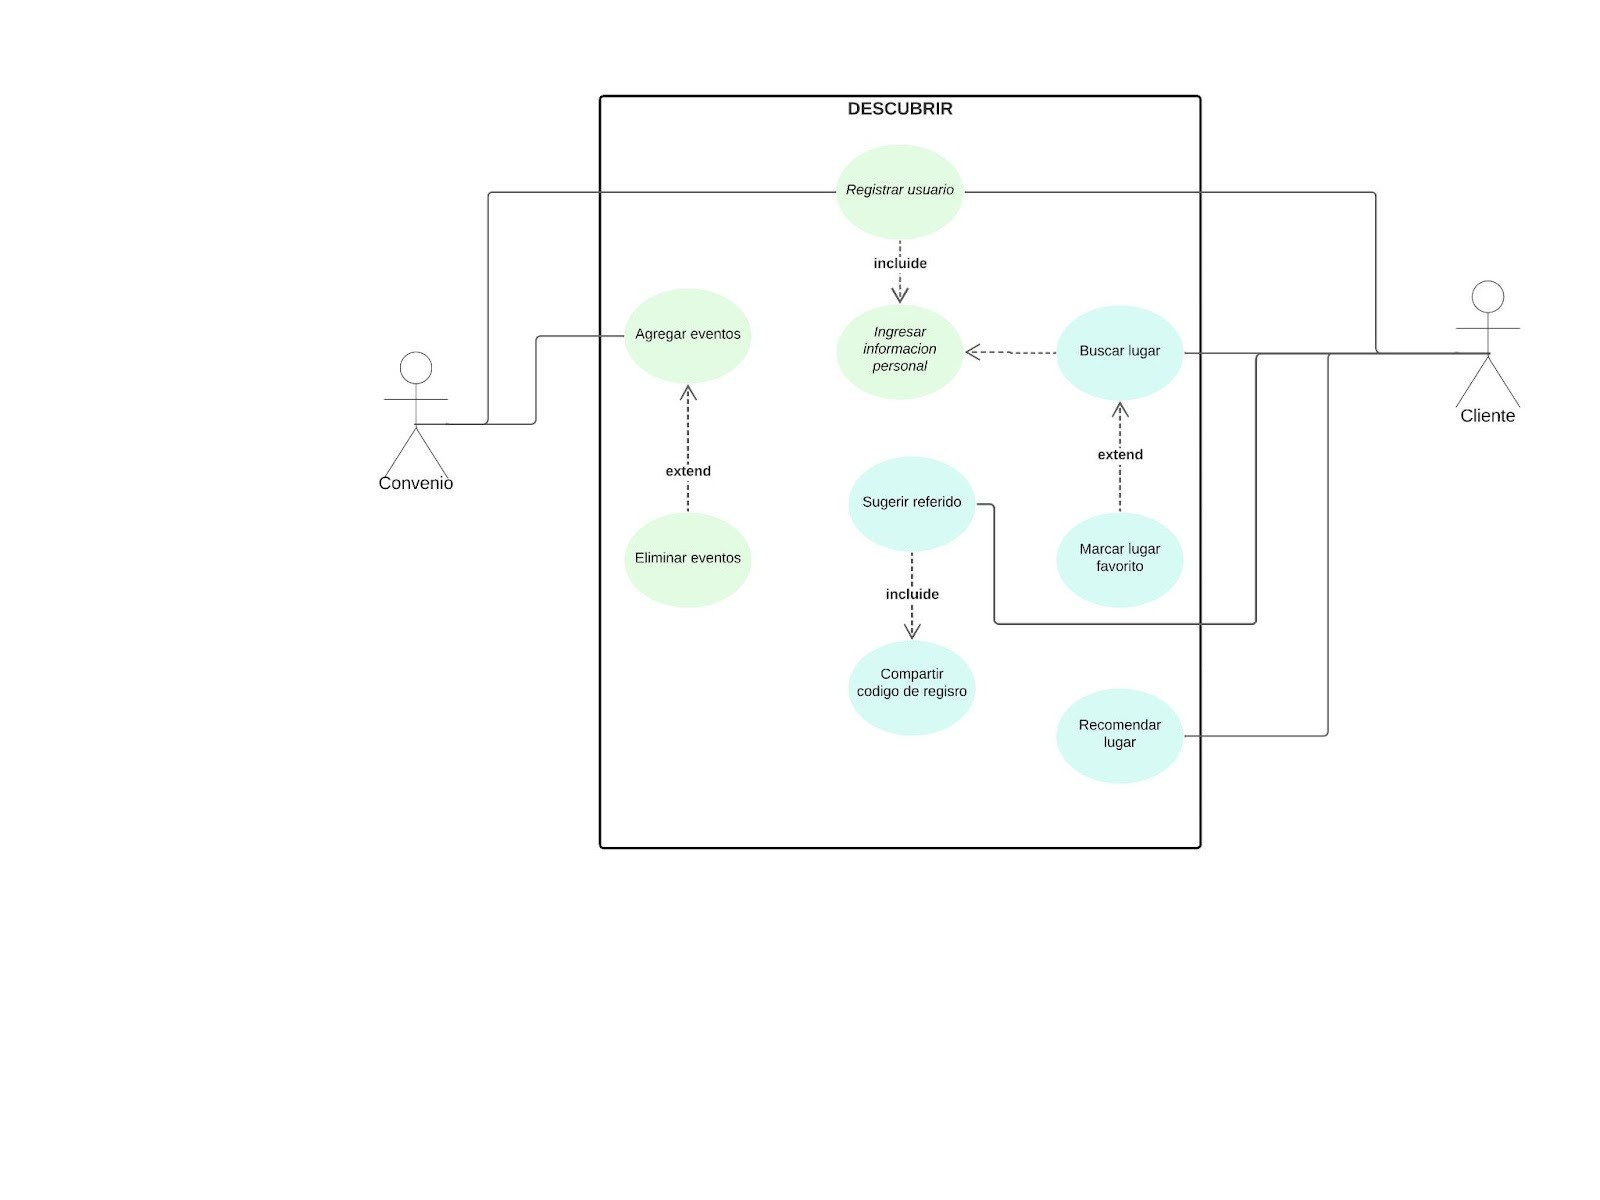 DESCUBRIR
Registrar usuario
incluide
Agregar eventos
Ingresar
informacion
personal
Buscar lugar
Cliente
Convenio
extend
extend
Sugerir referido
Eliminar eventos
Marcar lugar
favorito
incluide
Compartir
codigo de regisro
Recomendar
lugar